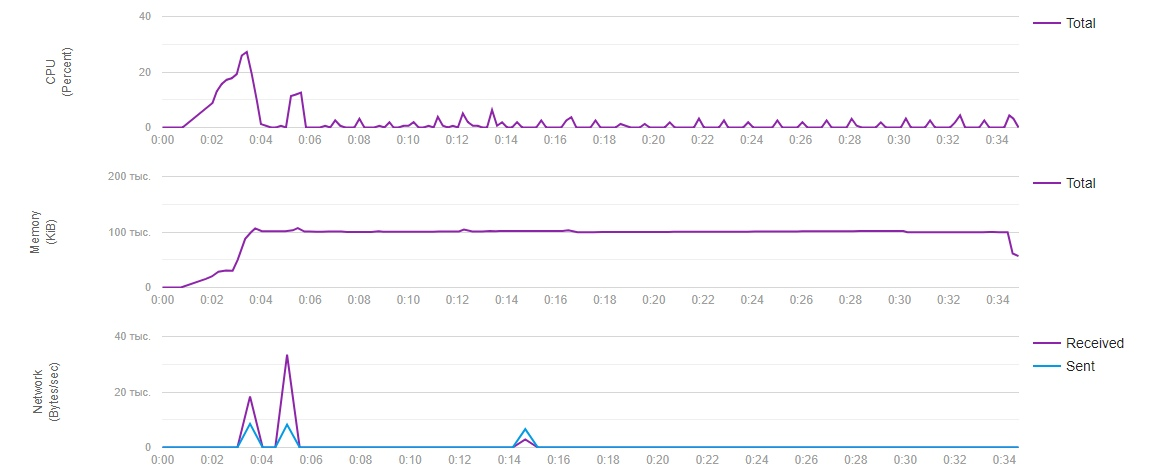 40
20
0
CPU
(Percent)
0:00 0:02 0:04 0:06 0:08 0:10 0:12 0:14 0:16 0:18 0:20 0:22 0:24 0:26 0:28 0:30 0:32 0:34
Total
200 тыс.
100 тыс.
0
Memory
(KiB)
0:00 0:02 0:04 0:06 0:08 0:10 0:12 0:14 0:16 0:18 0:20 0:22 0:24 0:26 0:28 0:30 0:32 0:34
Total
40 тыс.
20 тыс.
0
Network
(Bytes/sec)
0:00 0:02 0:04 0:06 0:08 0:10 0:12 0:14 0:16 0:18 0:20 0:22 0:24 0:26 0:28 0:30 0:32 0:34
Received
Sent